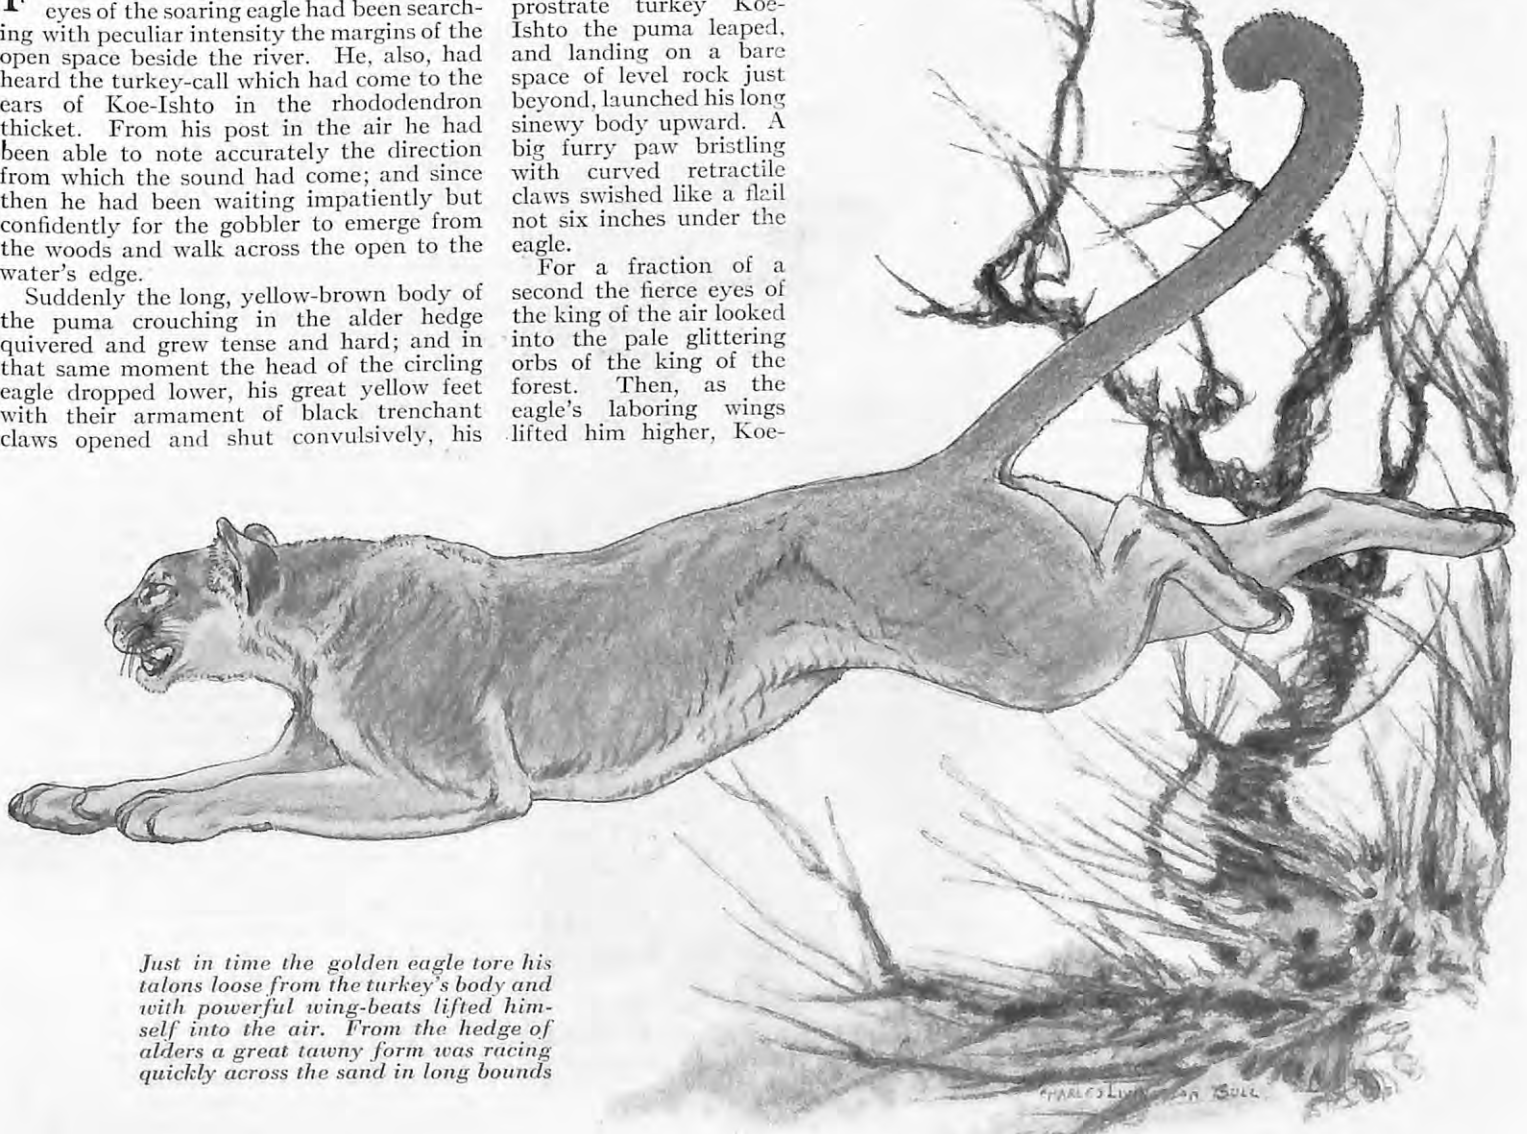 eyes of the soaring eagle had been search-
ing with peculiar intensity the margins of the
open space beside the river. He, also, had
heard the turkey-call which had come to the
ears of Koe-Ishto in the rhododendron
thicket. From his post in the air he had
been able to note accurately the direction
from which the sound had come; and since
then he had been waiting impatiently but
confidently for the gobbler to emerge from
the woods and walk across the open to the
water's edge.
Suddenly the long, yellow-brown body of
the puma crouching in the alder hedge
quivered and grew tense and hard; and in
that same moment the head of the circling
eagle dropped lower, his great yellow feet
with their armament of black trenchant
claws opened and shut convulsively, his
prostrate turkey Koe-
Ishto the puma leaped,
and landing on a bare
space of level rock just
beyond, launched his long
sinewy body upward. A
big furry paw bristling
with curved retractile
claws swished like a flail
not six inches under the
eagle.
For a fraction of a
second the fierce eyes of
the king of the air looked
into the pale glittering
orbs of the king of the
forest. Then, as the
eagle's laboring wings
lifted him higher, Koe-
Just in time the golden eagle tore his
talons loose from the turkey's body and
with powerful wing-beats lifted him-
self into the air. From the hedge of
alders a great tawny form was racing
quickly across the sand in long bounds
CHARLES LIVINGSTON BULL